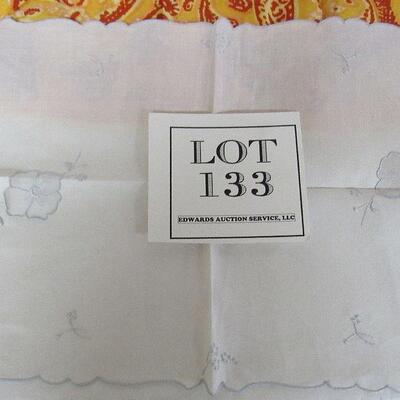 LOT
133
EDWARDS AUCTION SERVICE, LLC